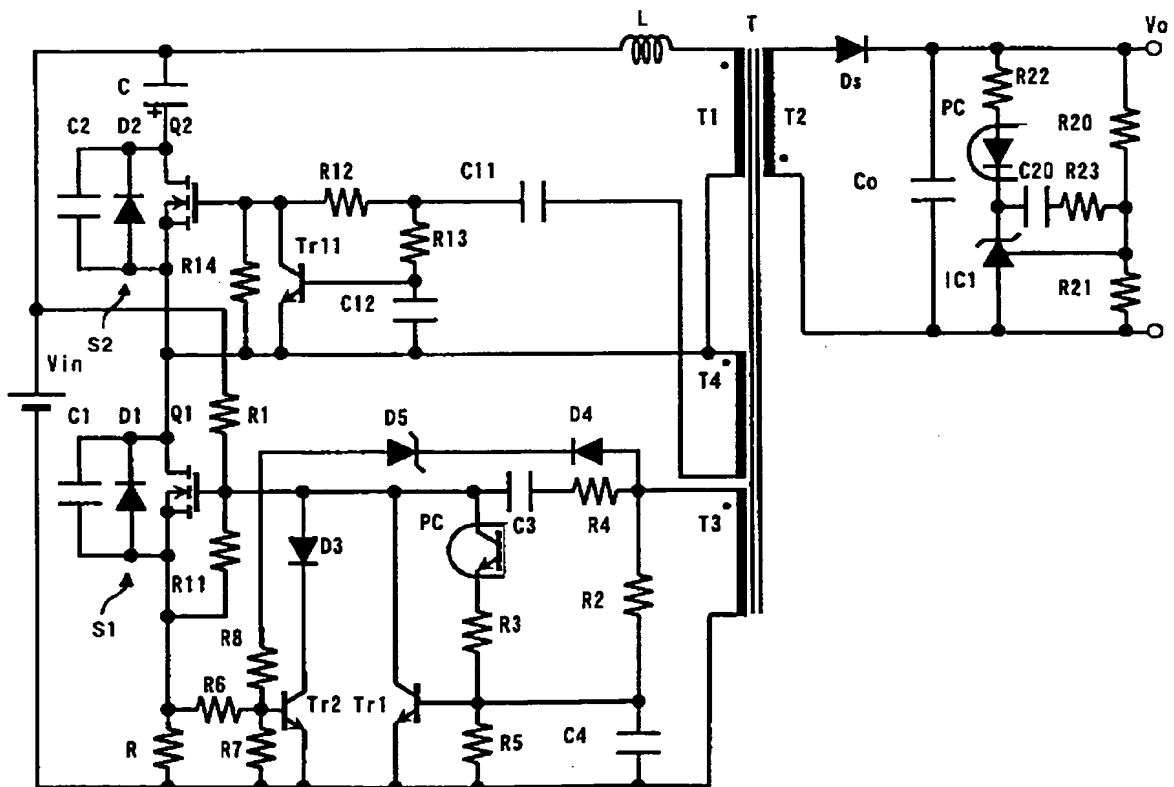 L T Vo
C Ds R22
C2 D2 Q2 PC R20
T1 T2
R12 C11 Co C20 R23
Tr11 R13
R14 C12 IC1 R21
S2
Vin T4
C1 D1 Q1 R1 D5 D4
C3 R4 T3
PC
D3
R11 R2
S1 R8 R3
R6 Tr2 Tr1
R R7 R5 C4